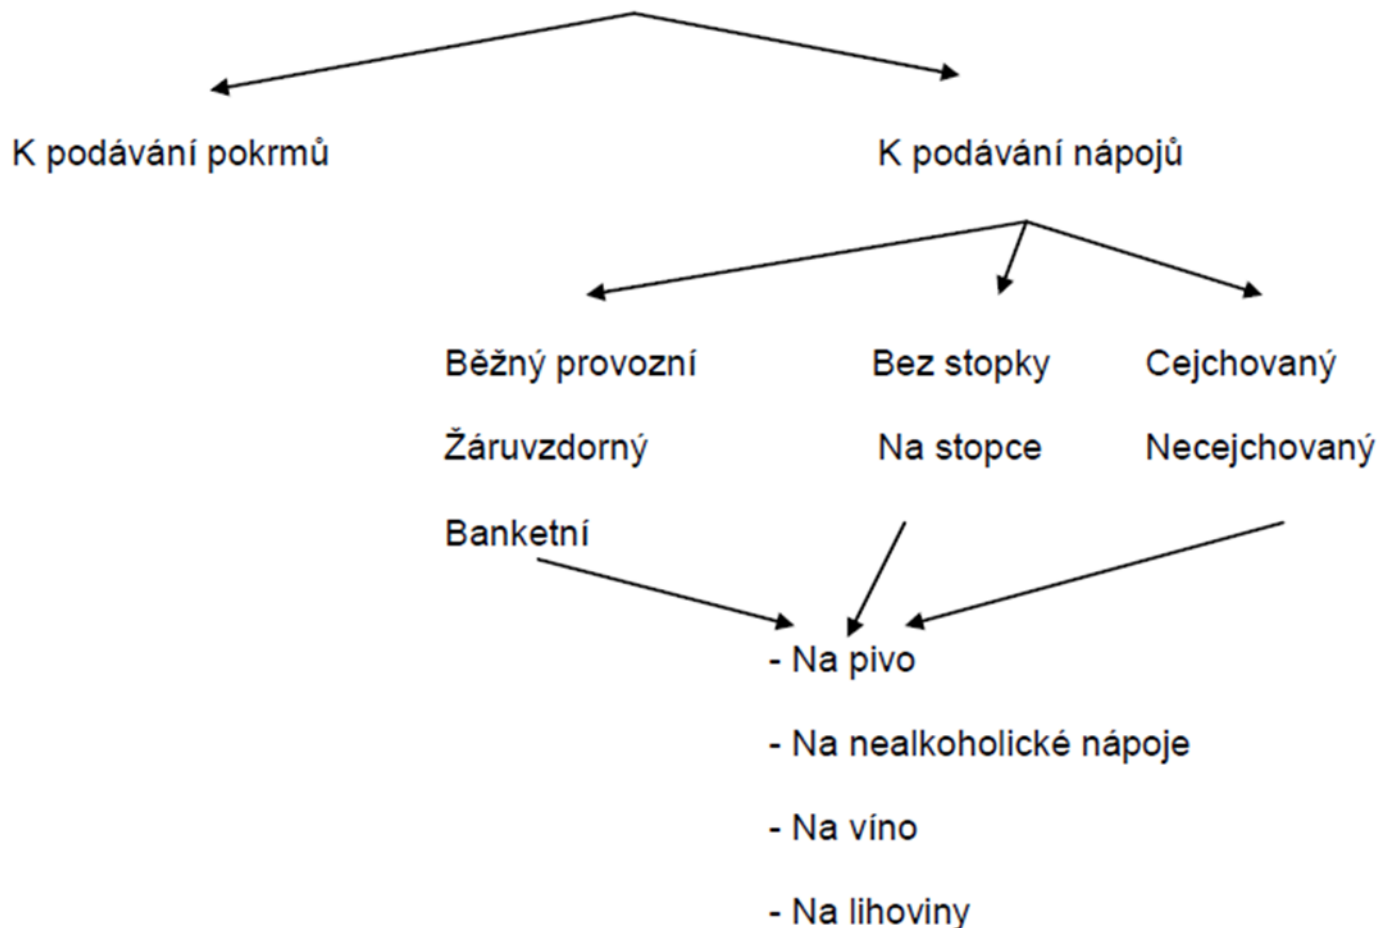 K podávání pokrmů K podávání nápojů
Běžný provozní Bez stopky Cejchovaný
Žáruvzdorný Na stopce Necejchovaný
Banketní
- Na pivo
- Na nealkoholické nápoje
- Na víno
- Na lihoviny